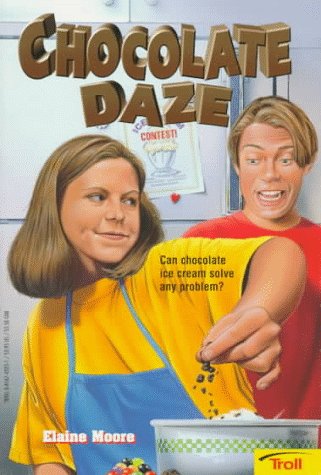 CHOCOLATE
DAZE
CONTEST!
Can chocolate
ice cream solve
any problem?
Elaine Moore
Troll